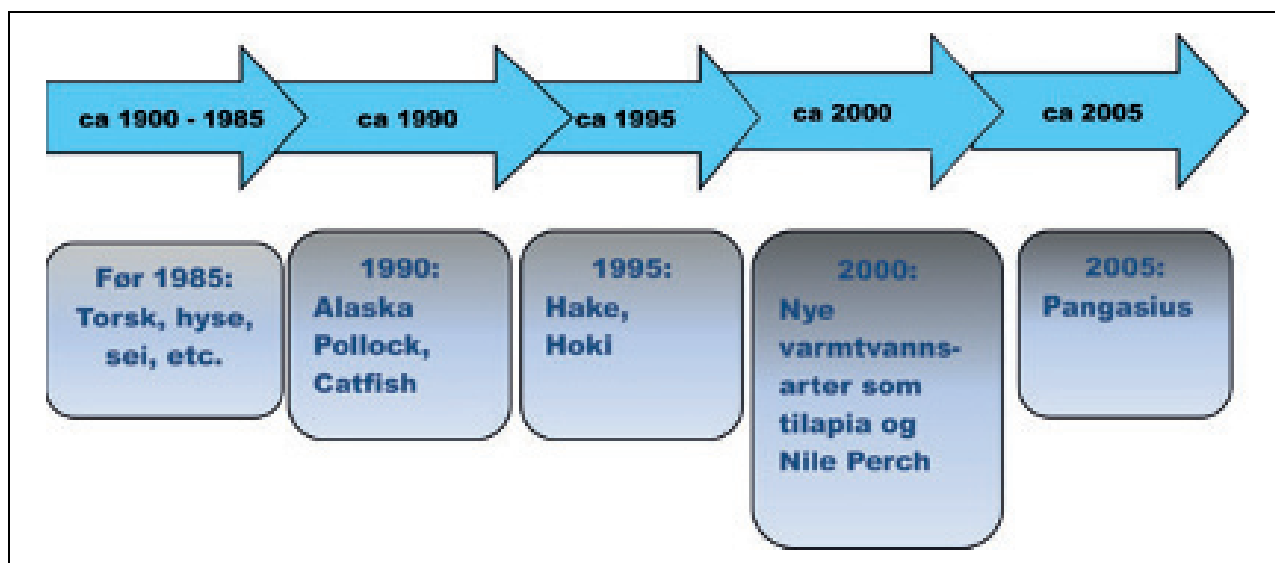 ca 1900 - 1985
ca 1990
ca 1995
ca 2000
ca 2005
Før 1985:
Torsk, hyse,
sei, etc.
1990:
Alaska
Pollock,
Catfish
1995:
Hake,
Hoki
2000:
Nye
varmtvanns-
arter som
tilapia og
Nile Perch
2005:
Pangasius